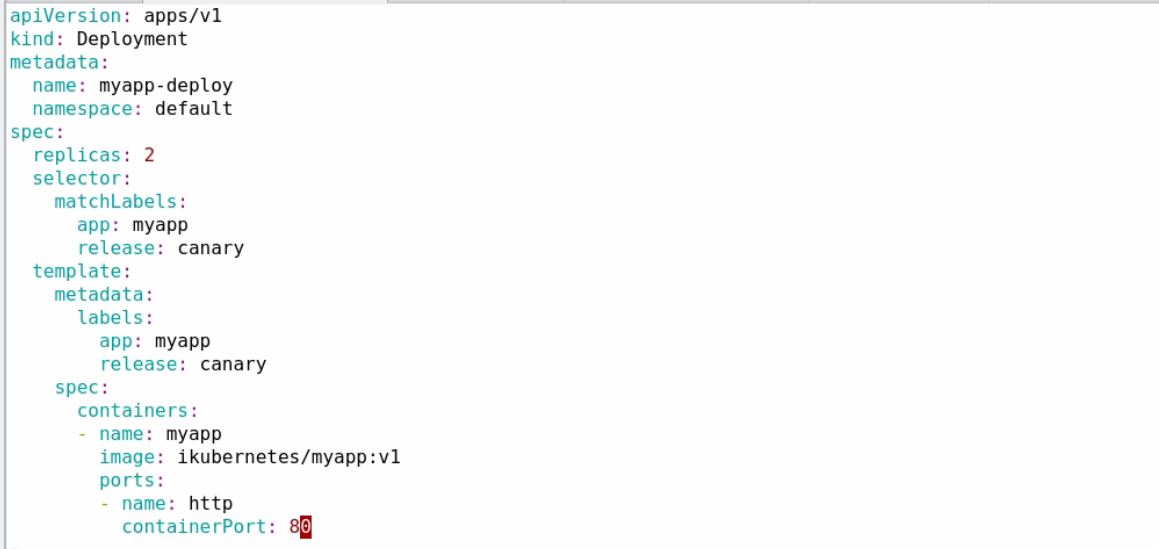 apiVersion: apps/v1
kind: Deployment
metadata:
  name: myapp-deploy
  namespace: default
spec:
  replicas: 2
  selector:
    matchLabels:
      app: myapp
      release: canary
  template:
    metadata:
      labels:
        app: myapp
        release: canary
    spec:
      containers:
      - name: myapp
        image: ikubernetes/myapp:v1
        ports:
        - name: http
          containerPort: 80